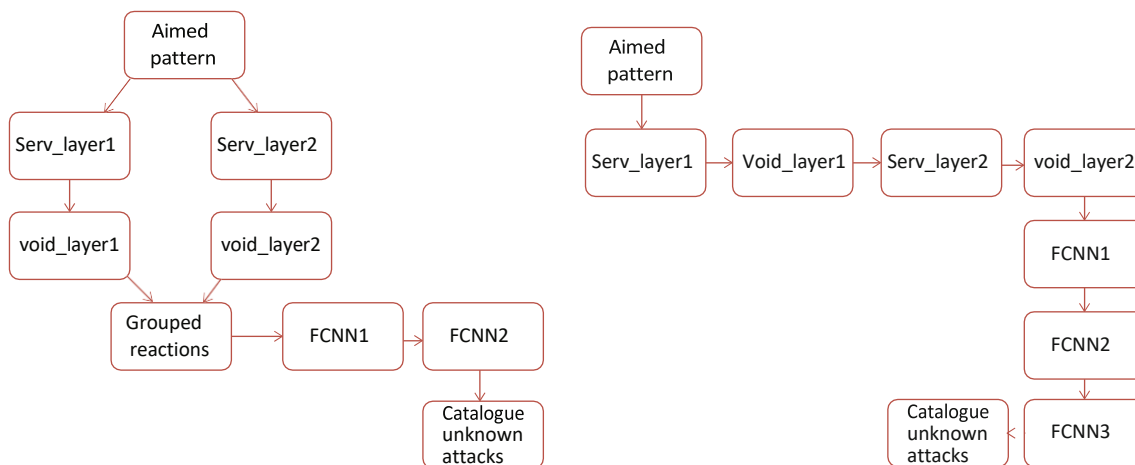 Aimed
pattern
Serv_layer1
Serv_layer2
void_layer1
void_layer2
Grouped
reactions
FCNN1
FCNN2
Catalogue
unknown
attacks
Aimed
pattern
Serv_layer1
Void_layer1
Serv_layer2
void_layer2
FCNN1
FCNN2
FCNN3
Catalogue
unknown
attacks